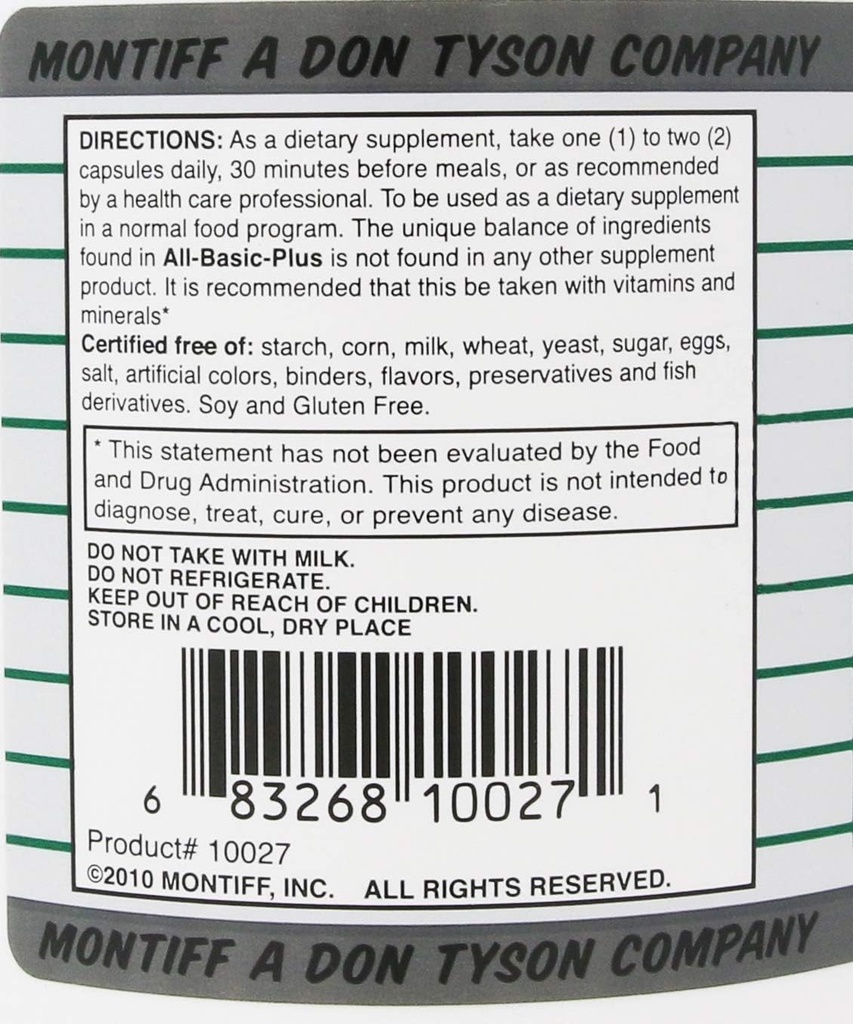 MONTIFF A DON TYSON COMPANY
DIRECTIONS: As a dietary supplement, take one (1) to two (2)
capsules daily, 30 minutes before meals, or as recommended
by a health care professional. To be used as a dietary supplement
in a normal food program. The unique balance of ingredients
found in All-Basic-Plus is not found in any other supplement
product. It is recommended that this be taken with vitamins and
minerals*
Certified free of: starch, corn, milk, wheat, yeast, sugar, eggs,
salt, artificial colors, binders, flavors, preservatives and fish
derivatives. Soy and Gluten Free.
* This statement has not been evaluated by the Food
and Drug Administration. This product is not intended to
diagnose, treat, cure, or prevent any disease.
DO NOT TAKE WITH MILK.
DO NOT REFRIGERATE.
KEEP OUT OF REACH OF CHILDREN.
STORE IN A COOL, DRY PLACE
6 83268 10027 1
Product# 10027
©2010 MONTIFF, INC. ALL RIGHTS RESERVED.
MONTIFF A DON TYSON COMPANY